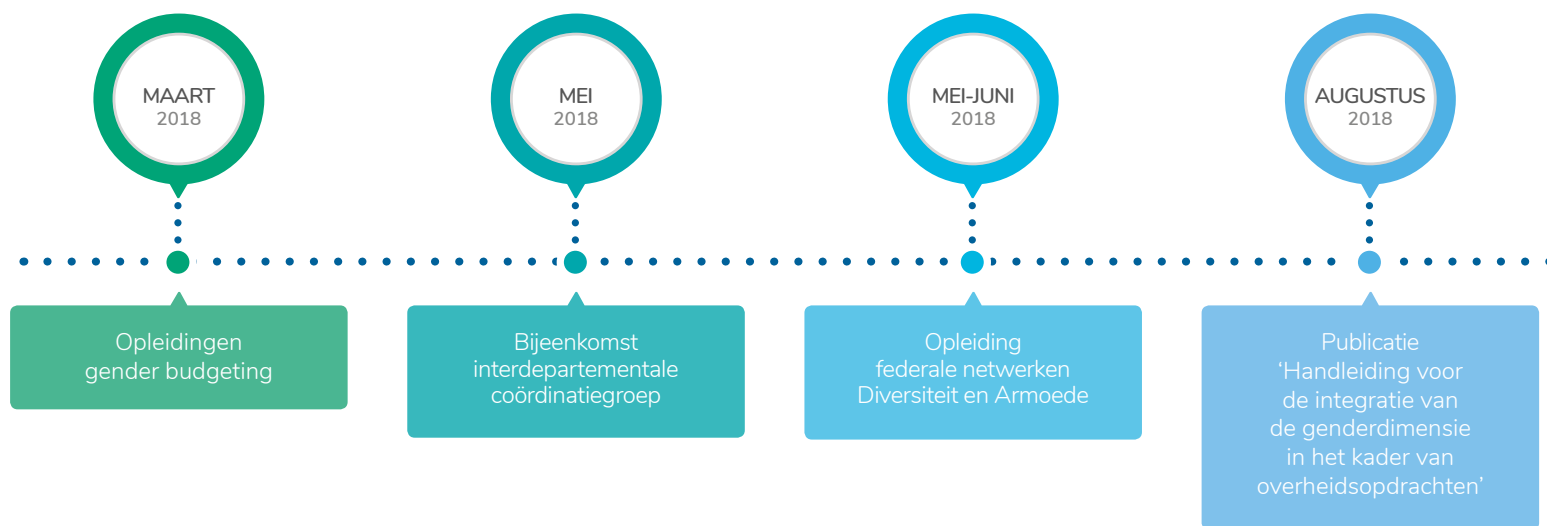 MAART
2018
Opleidingen
gender budgeting
MEI
2018
Bijeenkomst
interdepartementale
coördinatiegroep
MEI-JUNI
2018
Opleiding
federale netwerken
Diversiteit en Armoede
AUGUSTUS
2018
Publicatie
‘Handleiding voor
de integratie van
de genderdimensie
in het kader van
overheidsopdrachten’